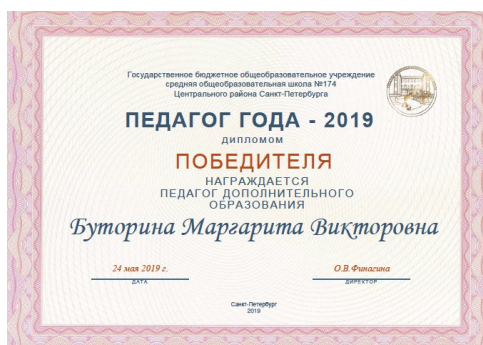 Государственное бюджетное общеобразовательное учреждение
средняя общеобразовательная школа №174
Центрального района Санкт-Петербурга
ПЕДАГОГ ГОДА - 2019
ДИПЛОМОМ
ПОБЕДИТЕЛЯ
НАГРАЖДАЕТСЯ
ПЕДАГОГ ДОПОЛНИТЕЛЬНОГО
ОБРАЗОВАНИЯ
Буторина Маргарита Викторовна
24 мая 2019 г.
О.В.Финагина
ДАТА
ДИРЕКТОР
Санкт-Петербург
2019